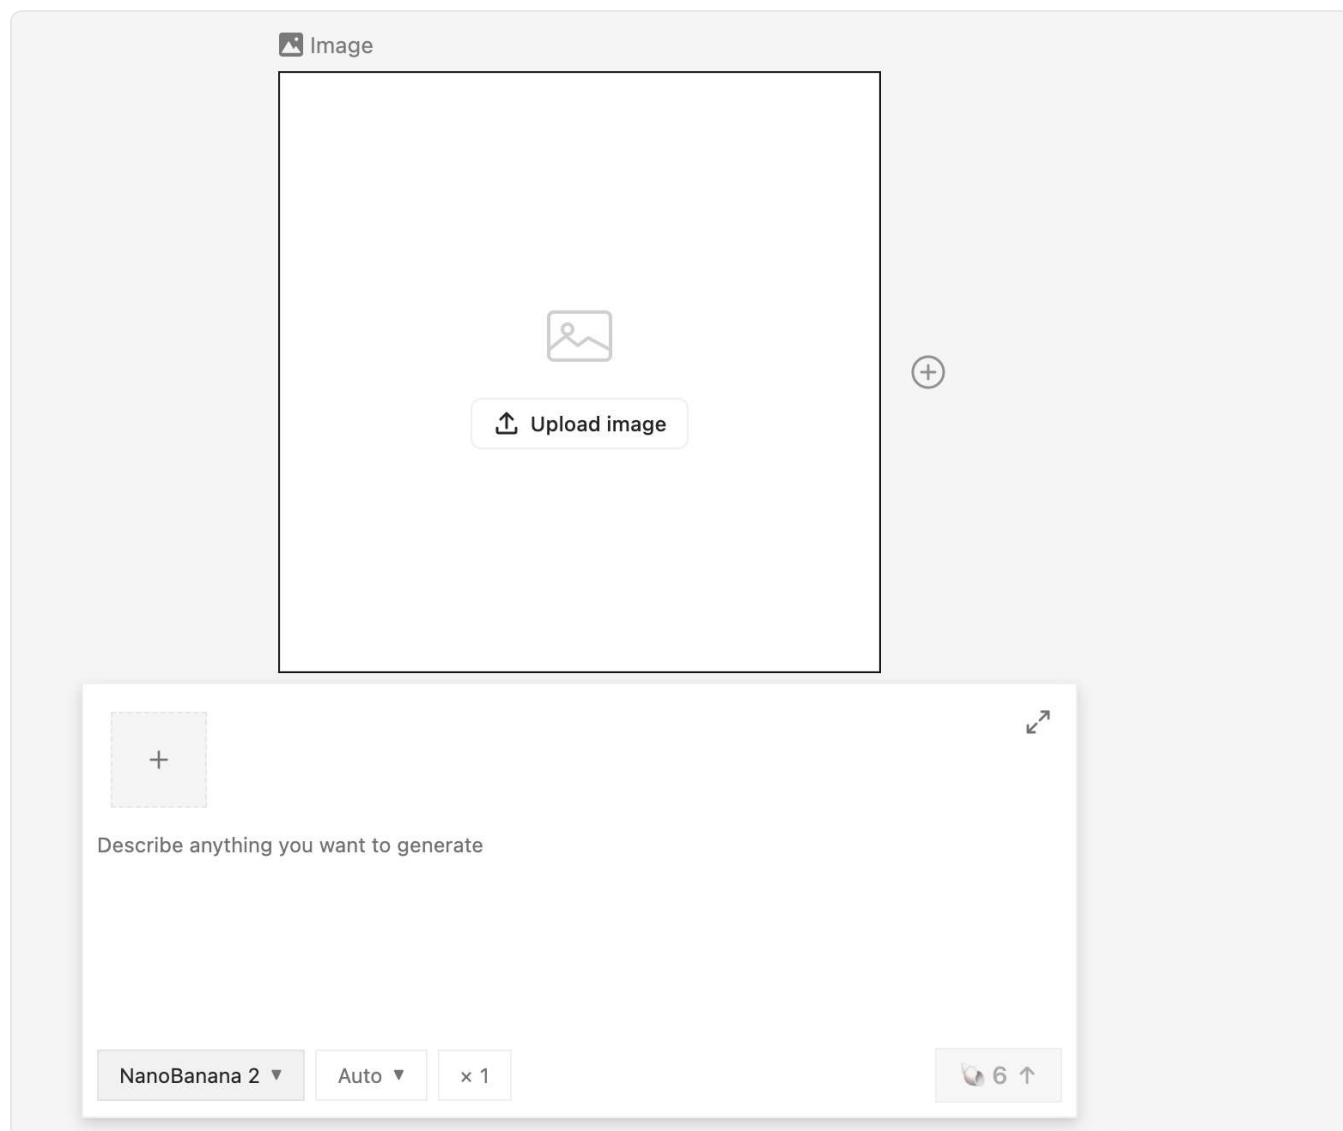 Image
Upload image
Describe anything you want to generate
NanoBanana 2 ▼
Auto ▼
× 1
6 ↑